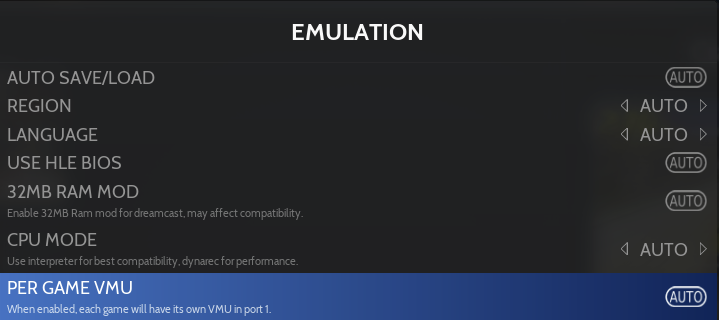 EMULATION
AUTO SAVE/LOAD AUTO
REGION AUTO
LANGUAGE AUTO
USE HLE BIOS AUTO
32MB RAM MOD AUTO
Enable 32MB Ram mod for dreamcast, may affect compatibility.
CPU MODE AUTO
Use interpreter for best compatibility, dynarec for performance.
PER GAME VMU AUTO
When enabled, each game will have its own VMU in port 1.